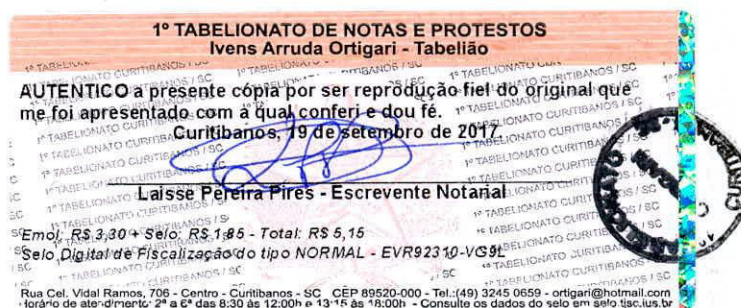 1º TABELIONATO DE NOTAS E PROTESTOS
Ivens Arruda Ortigari - Tabelião
AUTENTICO a presente cópia por ser reprodução fiel do original que
me foi apresentado com a qual conferi e dou fé.
Curitibanos, 19 de setembro de 2017.
Laisse Pereira Pires - Escrevente Notarial
Emol: R$ 3,30 + Selo: R$ 1,85 - Total: R$ 5,15
Selo Digital de Fiscalização do tipo NORMAL - EVR92310-VG9L
Rua Cel. Vidal Ramos, 706 - Centro - Curitibanos - SC CEP 89520-000 - Tel.:(49) 3245 0659 - ortigari@hotmail.com
Horário de atendimento: 2ª a 6ª das 8:30 às 12:00h e 13:15 às 18:00h - Consulte os dados do selo em selo.tjsc.jus.br